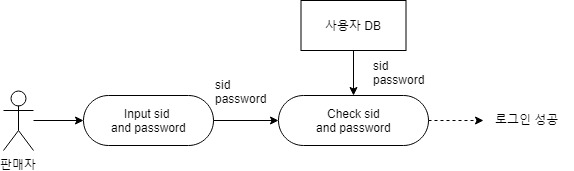 사용자 DB
sid
password
sid
password
Input sid
and password
Check sid
and password
로그인 성공
판매자